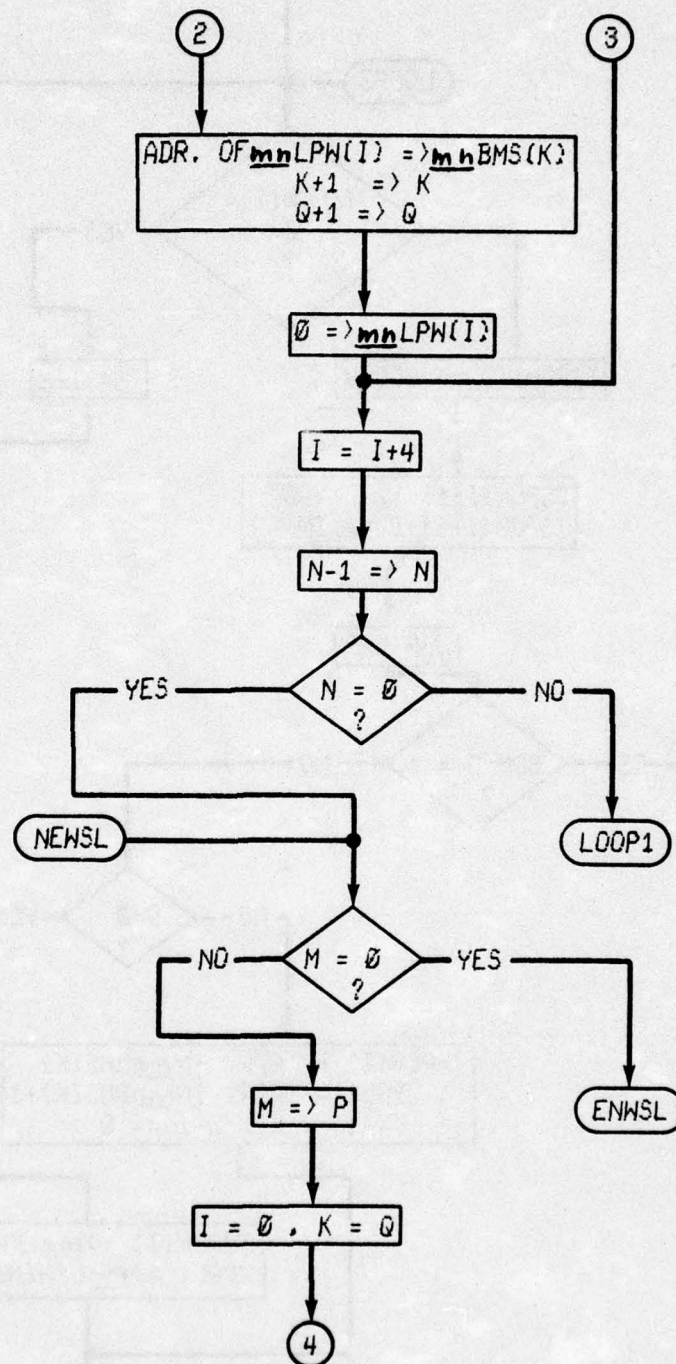 2
3
ADR. OF mn LPW(I) => mn BMS(K)
K+1 => K
Q+1 => Q
Ø => mn LPW(I)
I = I+4
N-1 => N
YES
N = Ø
?
NO
NEWSL
LOOP1
NO
M = Ø
?
YES
M => P
ENWSL
I = Ø , K = Q
4